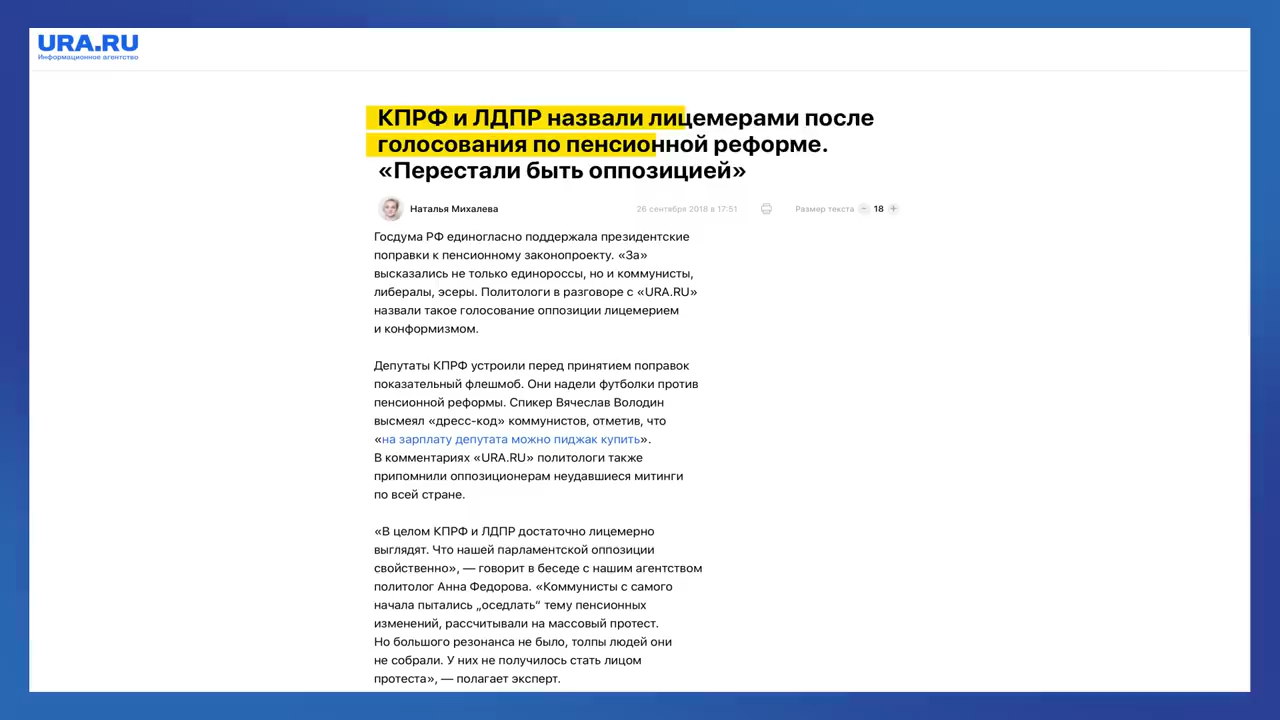 URA.RU
Информационное агентство
КПРФ и ЛДПР назвали лицемерами после
голосования по пенсионной реформе.
«Перестали быть оппозицией»
Наталья Михалева
26 сентября 2018 в 17:51
Размер текста − 18 +
Госдума РФ единогласно поддержала президентские
поправки к пенсионному законопроекту. «За»
высказались не только единороссы, но и коммунисты,
либералы, эсеры. Политологи в разговоре с «URA.RU»
назвали такое голосование оппозиции лицемерием
и конформизмом.
Депутаты КПРФ устроили перед принятием поправок
показательный флешмоб. Они надели футболки против
пенсионной реформы. Спикер Вячеслав Володин
высмеял «дресс-код» коммунистов, отметив, что
«на зарплату депутата можно пиджак купить».
В комментариях «URA.RU» политологи также
припомнили оппозиционерам неудавшиеся митинги
по всей стране.
«В целом КПРФ и ЛДПР достаточно лицемерно
выглядят. Что нашей парламентской оппозиции
свойственно», — говорит в беседе с нашим агентством
политолог Анна Федорова. «Коммунисты с самого
начала пытались „оседлать“ тему пенсионных
изменений, рассчитывали на массовый протест.
Но большого резонанса не было, толпы людей они
не собрали. У них не получилось стать лицом
протеста», — полагает эксперт.